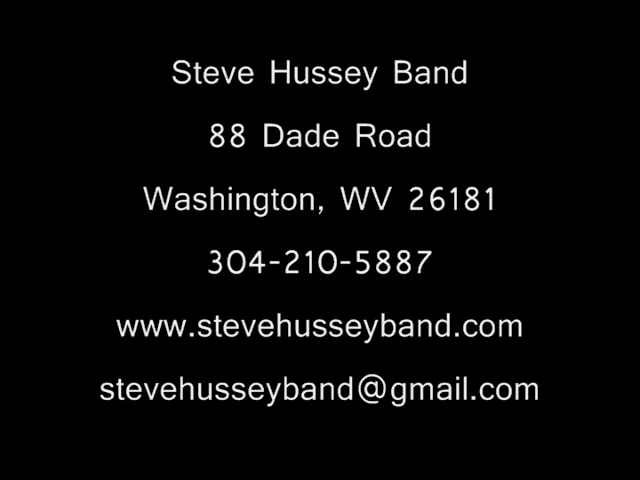 Steve Hussey Band
88 Dade Road
Washington, WV 26181
304-210-5887
www.stevehusseyband.com
stevehusseyband@gmail.com